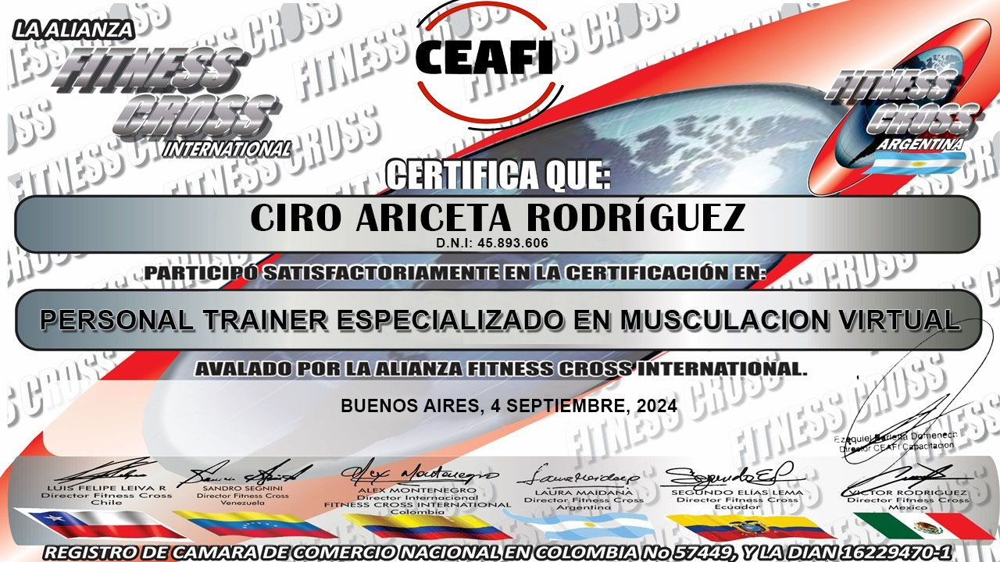 LA ALIANZA
FITNESS
CROSS
INTERNATIONAL
CEAFI
FITNESS
CROSS
ARGENTINA
CERTIFICA QUE:
CIRO ARICETA RODRÍGUEZ
D.N.I: 45.893.606
PARTICIPÓ SATISFACTORIAMENTE EN LA CERTIFICACIÓN EN:
PERSONAL TRAINER ESPECIALIZADO EN MUSCULACION VIRTUAL
AVALADO POR LA ALIANZA FITNESS CROSS INTERNATIONAL.
BUENOS AIRES, 4 SEPTIEMBRE, 2024
Ezequiel Domenech
Director CEAFI Capacitacion
LUIS FELIPE LEIVA R
Director Fitness Cross
Chile
SANDRO SEGNINI
Director Fitness Cross
Venezuela
ALEX MONTENEGRO
Director Internacional
FITNESS CROSS INTERNATIONAL
Colombia
LAURA MAIDANA
Director Fitness Cross
Argentina
SEGUNDO ELÍAS LEMA
Director Fitness Cross
Ecuador
VICTOR RODRIGUEZ
Director Fitness Cross
Mexico
REGISTRO DE CAMARA DE COMERCIO NACIONAL EN COLOMBIA No 57449, Y LA DIAN 16229470-1